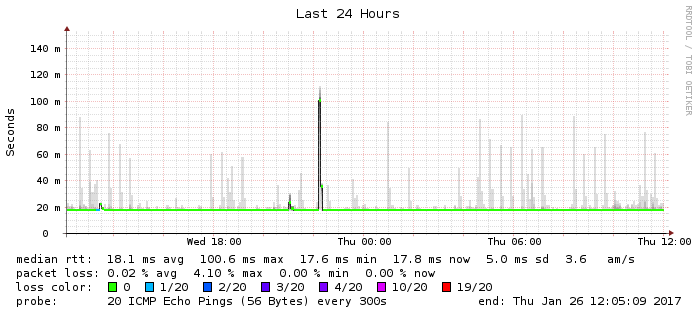 Last 24 Hours
RRDTOOL / TOBI OETIKER
140 m
120 m
100 m
80 m
60 m
40 m
20 m
0
Seconds
Wed 18:00 Thu 00:00 Thu 06:00 Thu 12:00
median rtt: 18.1 ms avg 100.6 ms max 17.6 ms min 17.8 ms now 5.0 ms sd 3.6 am/s
packet loss: 0.02 % avg 4.10 % max 0.00 % min 0.00 % now
loss color: 0 1/20 2/20 3/20 4/20 10/20 19/20
probe: 20 ICMP Echo Pings (56 Bytes) every 300s end: Thu Jan 26 12:05:09 2017